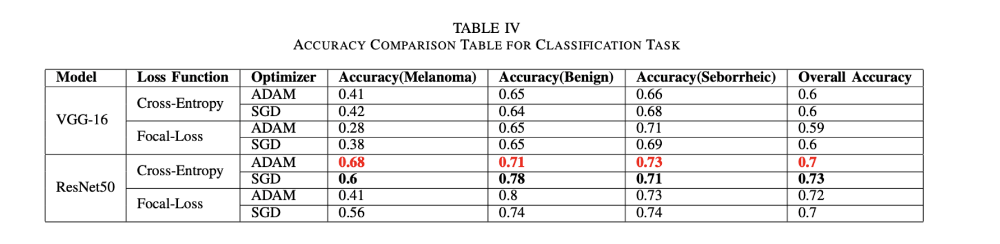 TABLE IV
ACCURACY COMPARISON TABLE FOR CLASSIFICATION TASK
Model Loss Function Optimizer Accuracy(Melanoma) Accuracy(Benign) Accuracy(Seborrheic) Overall Accuracy
VGG-16 Cross-Entropy ADAM 0.41 0.65 0.66 0.6
SGD 0.42 0.64 0.68 0.6
Focal-Loss ADAM 0.28 0.65 0.71 0.59
SGD 0.38 0.65 0.69 0.6
ResNet50 Cross-Entropy ADAM 0.68 0.71 0.73 0.7
SGD 0.6 0.78 0.71 0.73
Focal-Loss ADAM 0.41 0.8 0.73 0.72
SGD 0.56 0.74 0.74 0.7